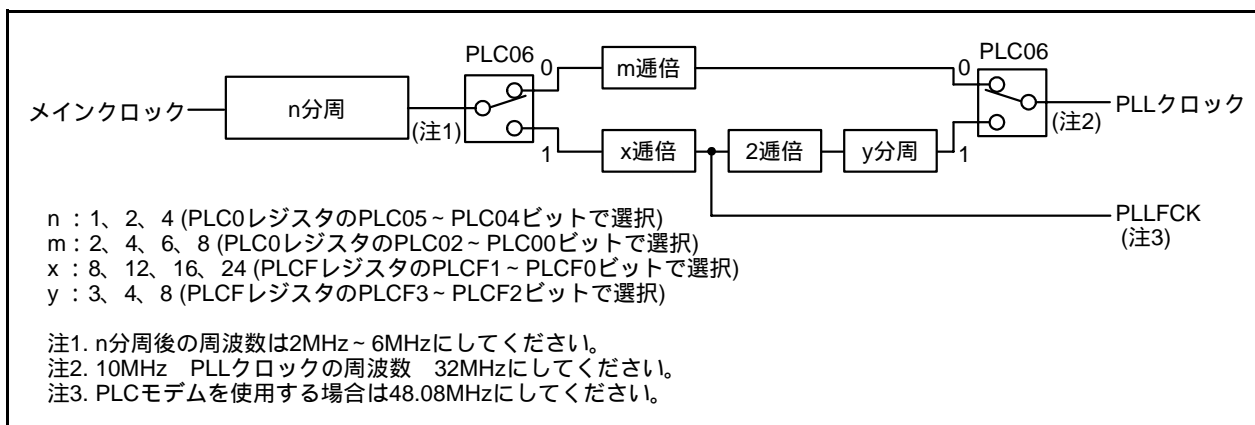 PLC06
PLC06
0
m逓倍
0
メインクロック
n分周
(注1)
(注2)
PLLクロック
1
x逓倍
2逓倍
y分周
1
PLLFCK
(注3)
n : 1、2、4 (PLC0レジスタのPLC05~PLC04ビットで選択)
m : 2、4、6、8 (PLC0レジスタのPLC02~PLC00ビットで選択)
x : 8、12、16、24 (PLCFレジスタのPLCF1~PLCF0ビットで選択)
y : 3、4、8 (PLCFレジスタのPLCF3~PLCF2ビットで選択)
注1. n分周後の周波数は2MHz~6MHzにしてください。
注2. 10MHz PLLクロックの周波数 32MHzにしてください。
注3. PLCモデムを使用する場合は48.08MHzにしてください。